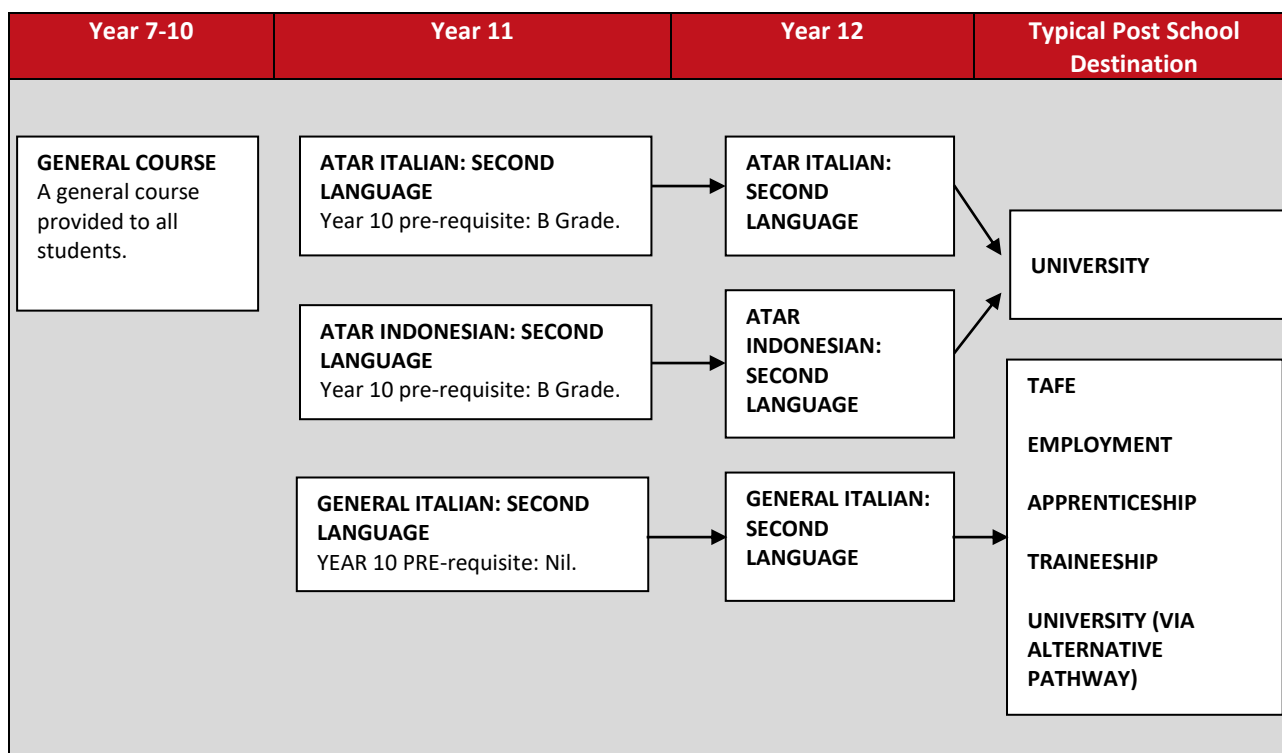 Year 7-10
Year 11
Year 12
Typical Post School
Destination
GENERAL COURSE
A general course
provided to all
students.
ATAR ITALIAN: SECOND
LANGUAGE
Year 10 pre-requisite: B Grade.
ATAR ITALIAN:
SECOND
LANGUAGE
UNIVERSITY
ATAR INDONESIAN: SECOND
LANGUAGE
Year 10 pre-requisite: B Grade.
ATAR
INDONESIAN:
SECOND
LANGUAGE
GENERAL ITALIAN: SECOND
LANGUAGE
YEAR 10 PRE-requisite: Nil.
GENERAL ITALIAN:
SECOND
LANGUAGE
TAFE
EMPLOYMENT
APPRENTICESHIP
TRAINEESHIP
UNIVERSITY (VIA
ALTERNATIVE
PATHWAY)